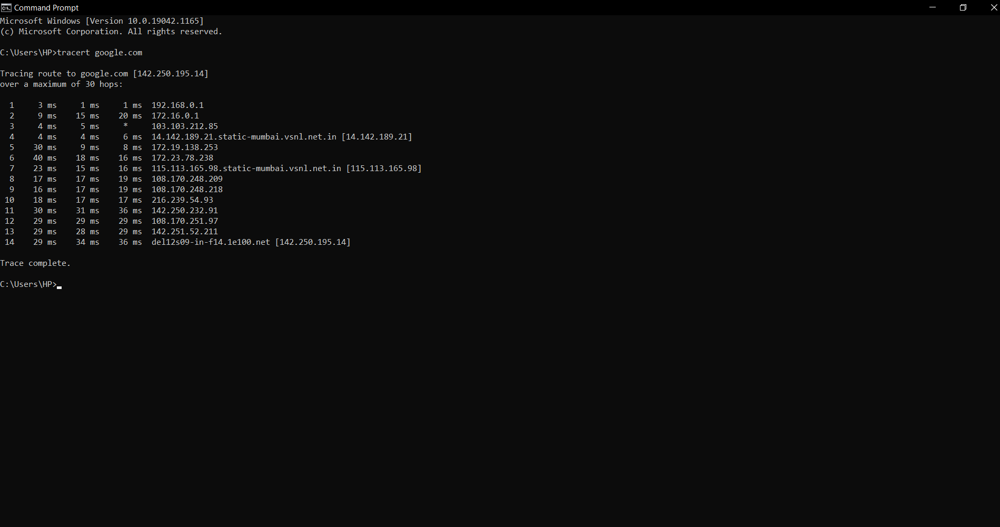 Command Prompt
Microsoft Windows [Version 10.0.19042.1165]
(c) Microsoft Corporation. All rights reserved.
C:\Users\HP>tracert google.com
Tracing route to google.com [142.250.195.14]
over a maximum of 30 hops:
1 3 ms 1 ms 1 ms 192.168.0.1
2 9 ms 15 ms 20 ms 172.16.0.1
3 4 ms 5 ms * 103.103.212.85
4 4 ms 4 ms 6 ms 14.142.189.21.static-mumbai.vsnl.net.in [14.142.189.21]
5 30 ms 9 ms 8 ms 172.19.138.253
6 40 ms 18 ms 16 ms 172.23.78.238
7 23 ms 15 ms 16 ms 115.113.165.98.static-mumbai.vsnl.net.in [115.113.165.98]
8 17 ms 17 ms 19 ms 108.170.248.209
9 16 ms 17 ms 19 ms 108.170.248.218
10 18 ms 17 ms 17 ms 216.239.54.93
11 30 ms 31 ms 36 ms 142.250.232.91
12 29 ms 29 ms 29 ms 108.170.251.97
13 29 ms 28 ms 29 ms 142.251.52.211
14 29 ms 34 ms 36 ms del12s09-in-f14.1e100.net [142.250.195.14]
Trace complete.
C:\Users\HP>